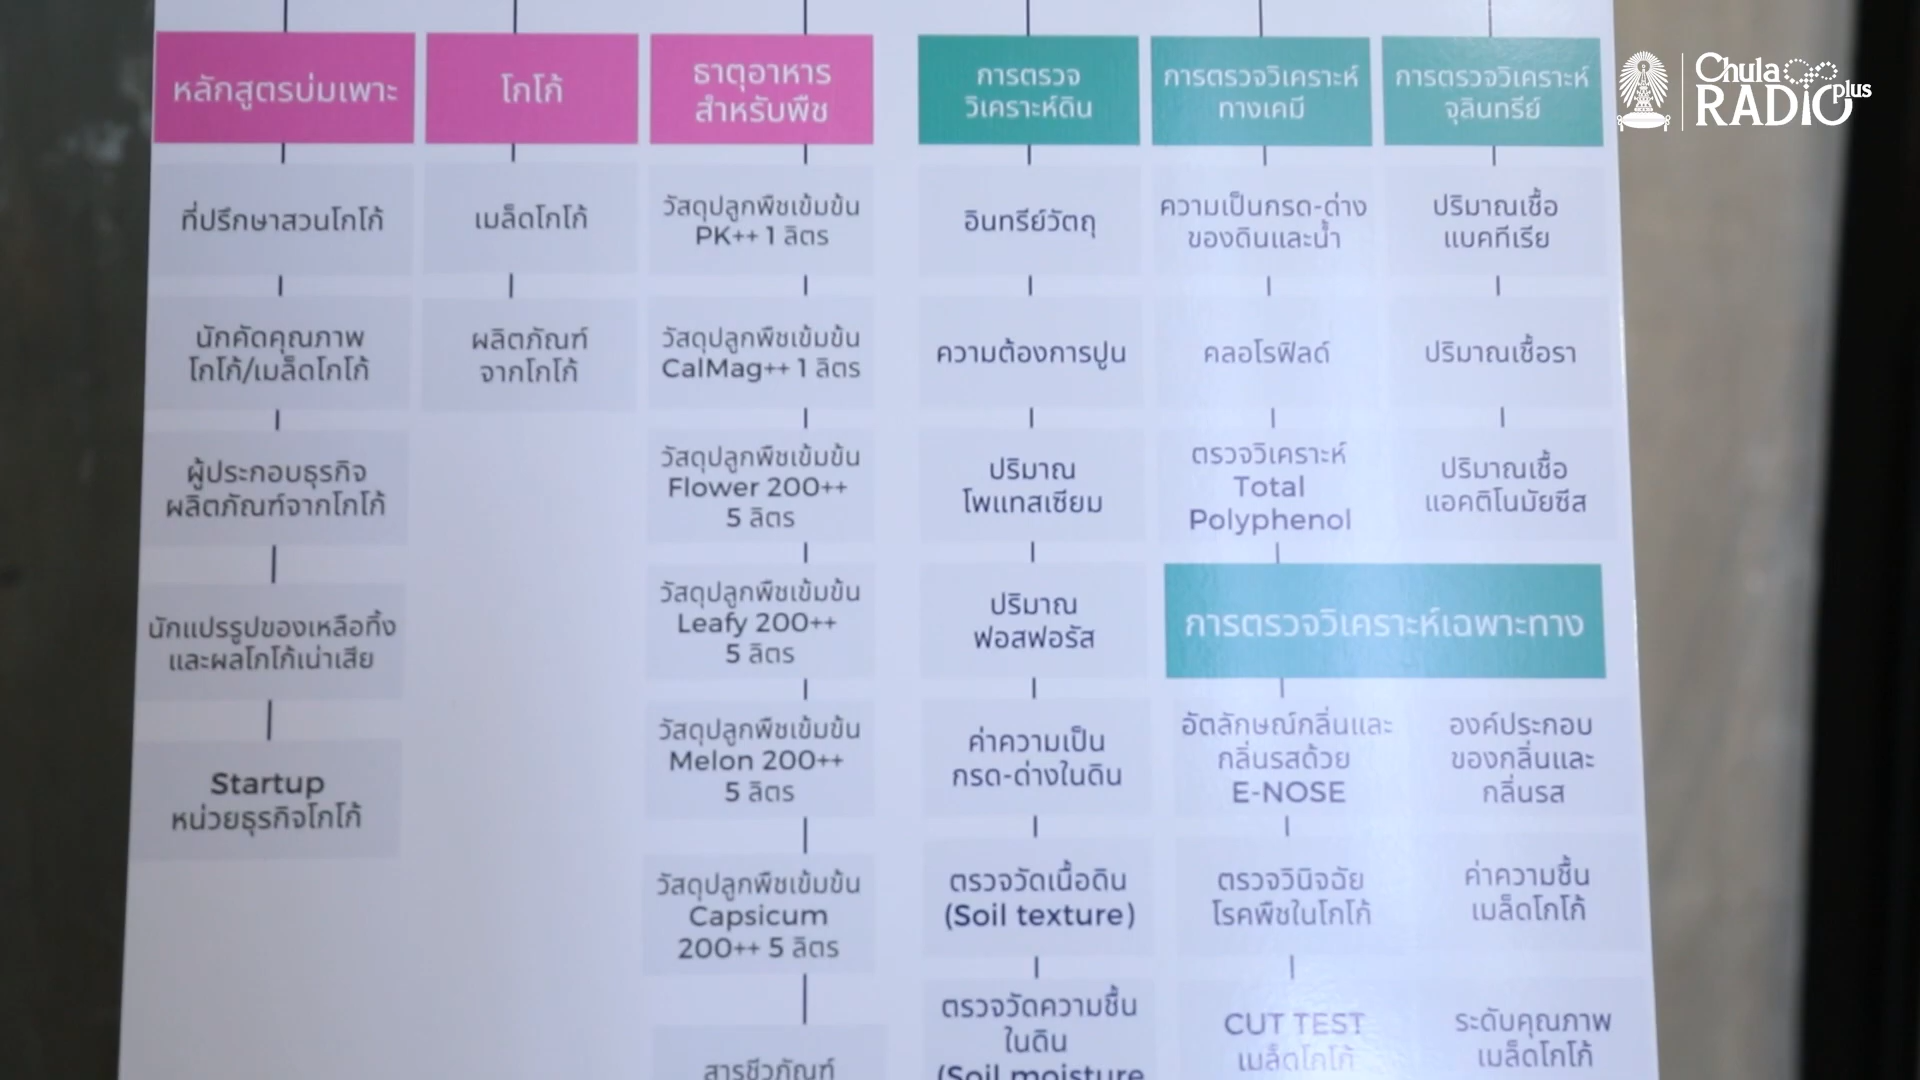 หลักสูตรบ่มเพาะ
ที่ปรึกษาสวนโกโก้
นักคัดคุณภาพ
โกโก้/เมล็ดโกโก้
ผู้ประกอบธุรกิจ
ผลิตภัณฑ์จากโกโก้
นักแปรรูปของเหลือทิ้ง
และผลโกโก้เน่าเสีย
Startup
หน่วยธุรกิจโกโก้
โกโก้
เมล็ดโกโก้
ผลิตภัณฑ์
จากโกโก้
ธาตุอาหาร
สำหรับพืช
วัสดุปลูกพืชเข้มข้น
PK++ 1 ลิตร
วัสดุปลูกพืชเข้มข้น
CalMag++ 1 ลิตร
วัสดุปลูกพืชเข้มข้น
Flower 200++
5 ลิตร
วัสดุปลูกพืชเข้มข้น
Leafy 200++
5 ลิตร
วัสดุปลูกพืชเข้มข้น
Melon 200++
5 ลิตร
วัสดุปลูกพืชเข้มข้น
Capsicum
200++ 5 ลิตร
สารชีวภัณฑ์
การตรวจ
วิเคราะห์ดิน
อินทรีย์วัตถุ
ความต้องการปูน
ปริมาณ
โพแทสเซียม
ปริมาณ
ฟอสฟอรัส
ค่าความเป็น
กรด-ด่างในดิน
ตรวจวัดเนื้อดิน
(Soil texture)
ตรวจวัดความชื้น
ในดิน
(Soil moisture
การตรวจวิเคราะห์
ทางเคมี
ความเป็นกรด-ด่าง
ของดินและน้ำ
คลอโรฟิลด์
ตรวจวิเคราะห์
Total
Polyphenol
การตรวจวิเคราะห์
จุลินทรีย์
ปริมาณเชื้อ
แบคทีเรีย
ปริมาณเชื้อรา
ปริมาณเชื้อ
แอคติโนมัยซีส
การตรวจวิเคราะห์เฉพาะทาง
อัตลักษณ์กลิ่นและ
กลิ่นรสด้วย
E-NOSE
ตรวจวินิจฉัย
โรคพืชในโกโก้
CUT TEST
เมล็ดโกโก้
องค์ประกอบ
ของกลิ่นและ
กลิ่นรส
ค่าความชื้น
เมล็ดโกโก้
ระดับคุณภาพ
เมล็ดโกโก้
Chula
RADIO plus